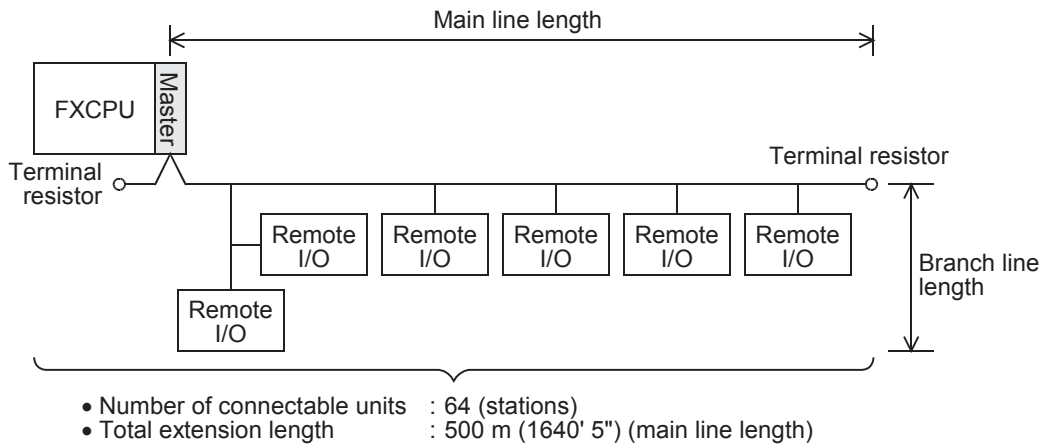 Main line length
FXCPU
Master
Terminal
resistor
Terminal resistor
Remote
I/O
Remote
I/O
Remote
I/O
Remote
I/O
Remote
I/O
Remote
I/O
Branch line
length
• Number of connectable units : 64 (stations)
• Total extension length : 500 m (1640' 5") (main line length)